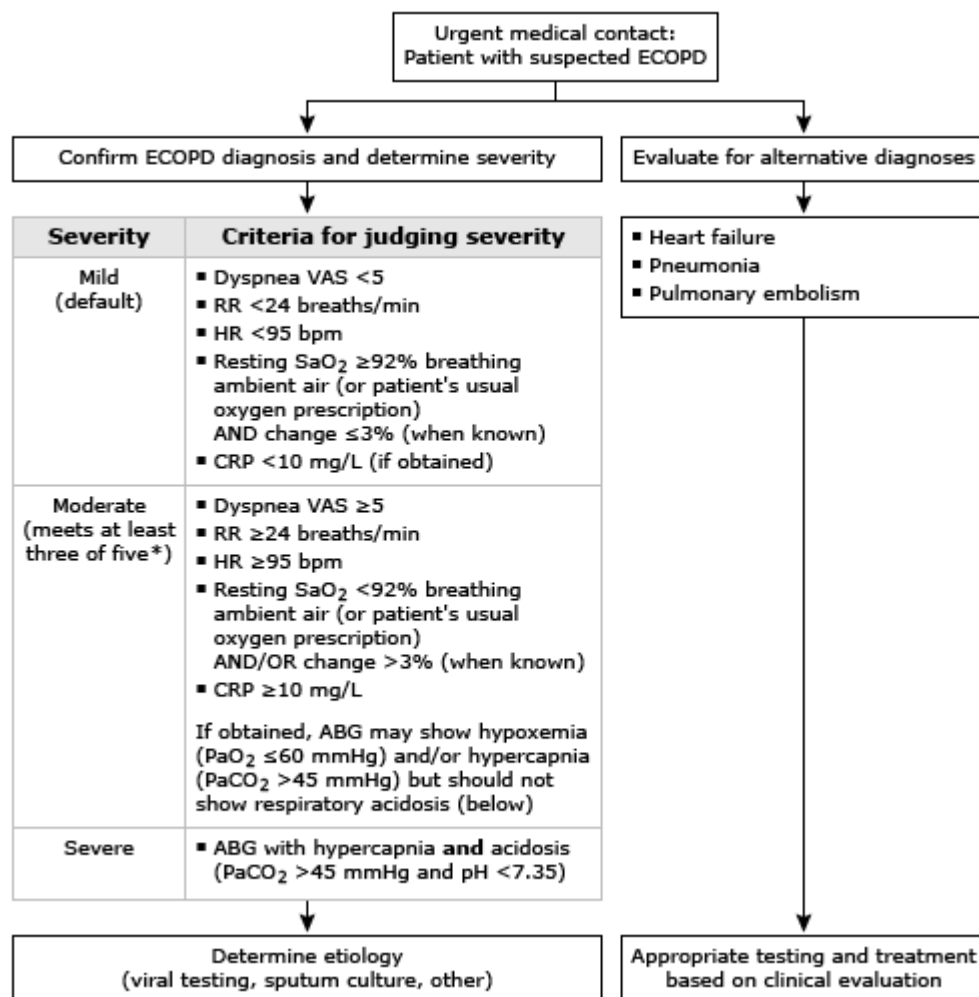 Urgent medical contact:
Patient with suspected ECOPD
Confirm ECOPD diagnosis and determine severity
Evaluate for alternative diagnoses
Severity
Criteria for judging severity
Mild
(default)
▪ Dyspnea VAS <5
▪ RR <24 breaths/min
▪ HR <95 bpm
▪ Resting SaO₂ ≥92% breathing
ambient air (or patient's usual
oxygen prescription)
AND change ≤3% (when known)
▪ CRP <10 mg/L (if obtained)
Moderate
(meets at least
three of five*)
▪ Dyspnea VAS ≥5
▪ RR ≥24 breaths/min
▪ HR ≥95 bpm
▪ Resting SaO₂ <92% breathing
ambient air (or patient's usual
oxygen prescription)
AND/OR change >3% (when known)
▪ CRP ≥10 mg/L
If obtained, ABG may show hypoxemia
(PaO₂ ≤60 mmHg) and/or hypercapnia
(PaCO₂ >45 mmHg) but should not
show respiratory acidosis (below)
Severe
▪ ABG with hypercapnia and acidosis
(PaCO₂ >45 mmHg and pH <7.35)
▪ Heart failure
▪ Pneumonia
▪ Pulmonary embolism
Determine etiology
(viral testing, sputum culture, other)
Appropriate testing and treatment
based on clinical evaluation